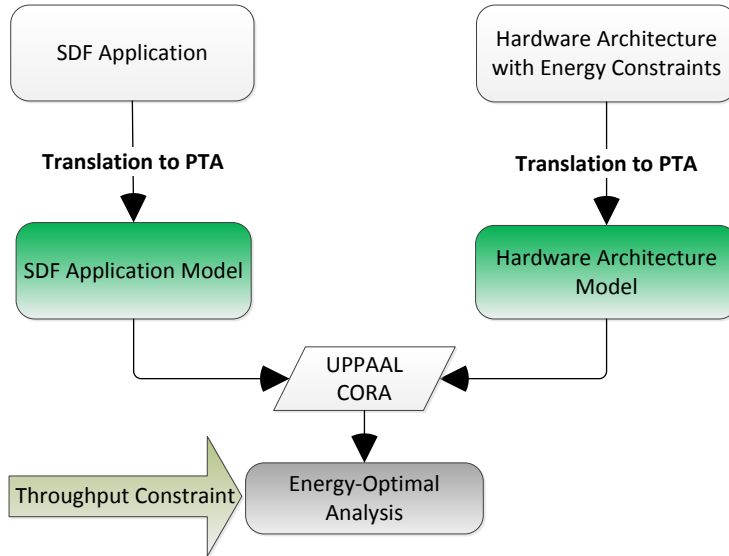 SDF Application
Hardware Architecture
with Energy Constraints
Translation to PTA
Translation to PTA
SDF Application Model
Hardware Architecture
Model
UPPAAL
CORA
Throughput Constraint
Energy-Optimal
Analysis